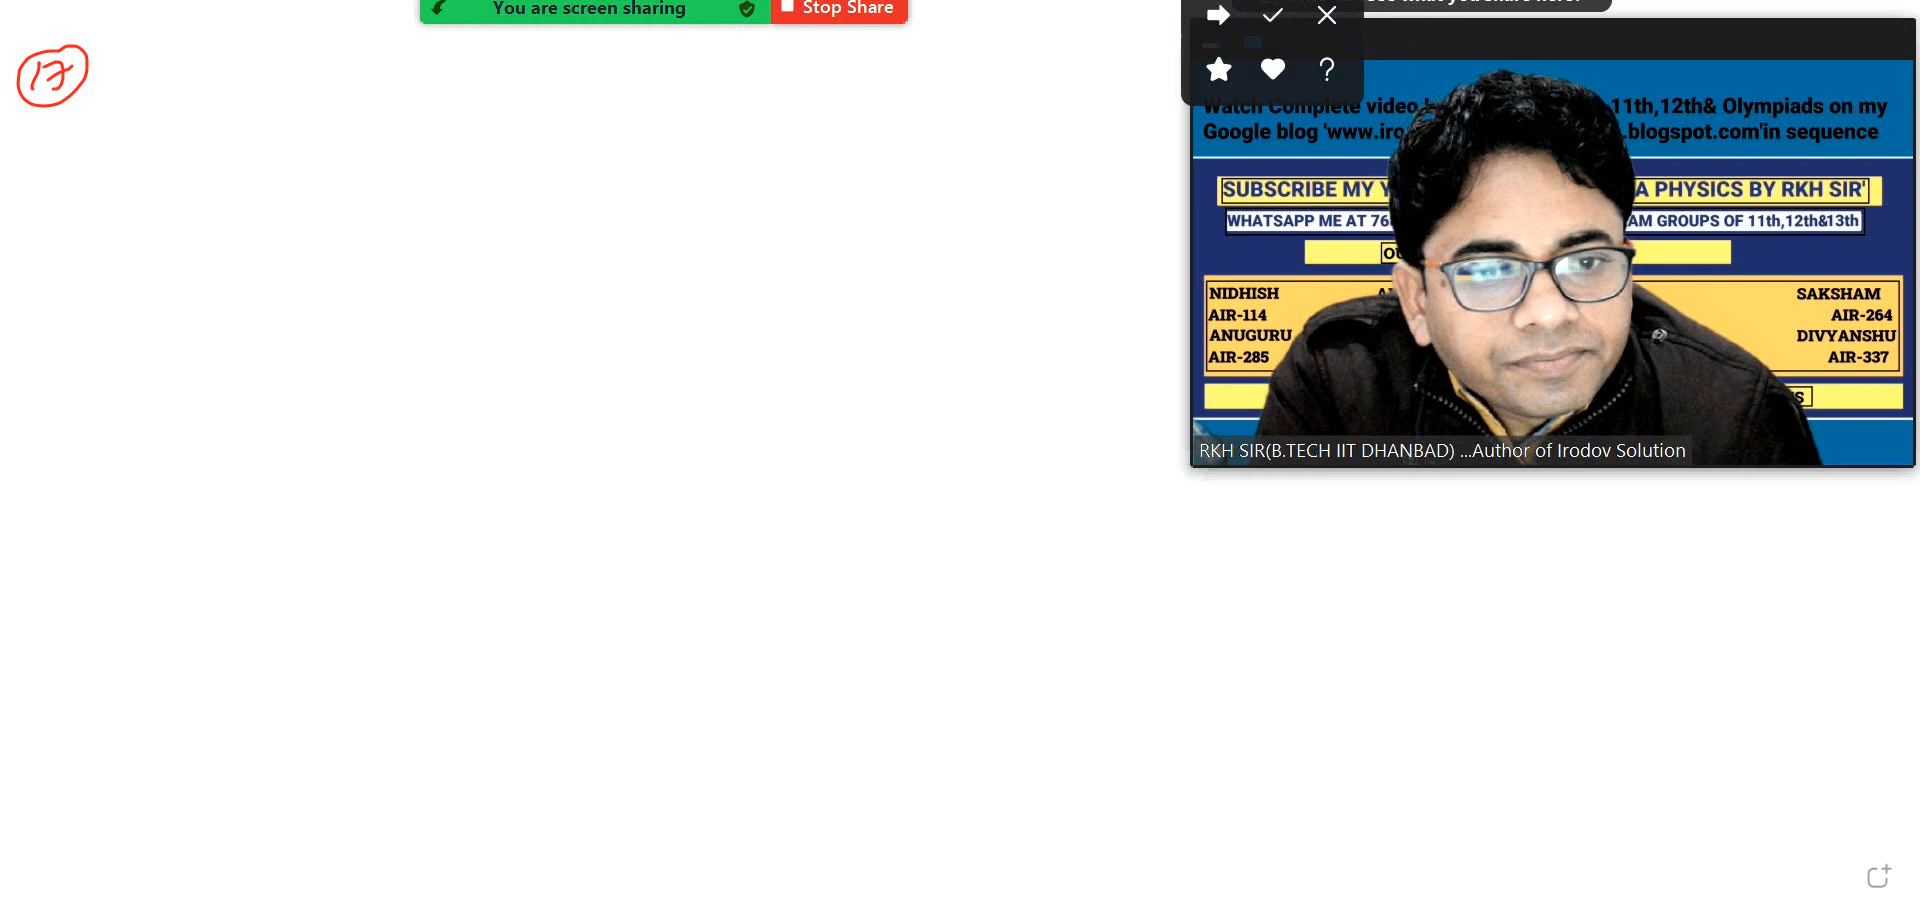 You are screen sharing
Stop Share
17
Watch Complete video 11th,12th& Olympiads on my
Google blog 'www.iro .blogspot.com'in sequence
SUBSCRIBE MY A PHYSICS BY RKH SIR'
WHATSAPP ME AT 76 AM GROUPS OF 11th,12th&13th
NIDHISH
AIR-114
ANUGURU
AIR-285
SAKSHAM
AIR-264
DIVYANSHU
AIR-337
RKH SIR(B.TECH IIT DHANBAD) ...Author of Irodov Solution